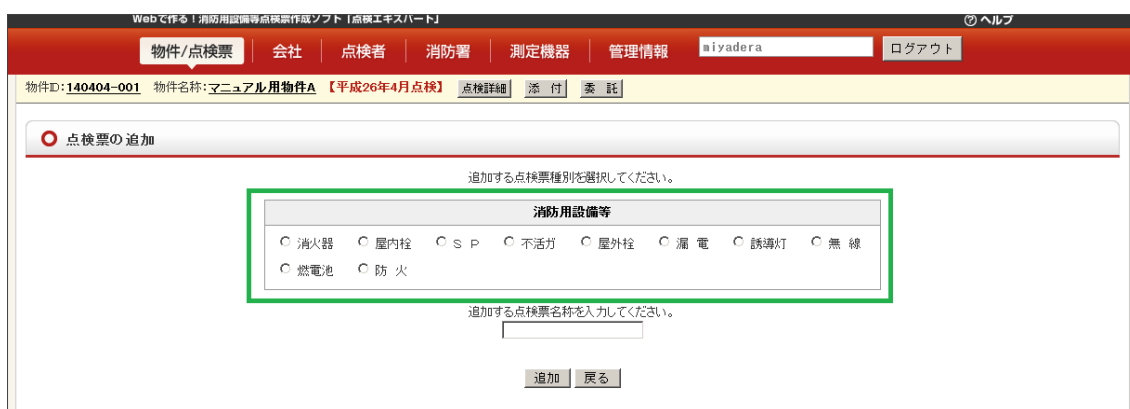 Webで作る！消防用設備等点検票作成ソフト「点検エキスパート」 ?ヘルプ
物件/点検票 会社 点検者 消防署 測定機器 管理情報 miyadera ログアウト
物件ID:140404-001 物件名称:マニュアル用物件A 【平成26年4月点検】 点検詳細 添 付 委 託
点検票の追加
追加する点検票種別を選択してください。
消防用設備等
消火器 屋内栓 Ｓ Ｐ 不活ガ 屋外栓 漏 電 誘導灯 無 線
燃電池 防 火
追加する点検票名称を入力してください。
追加 戻る